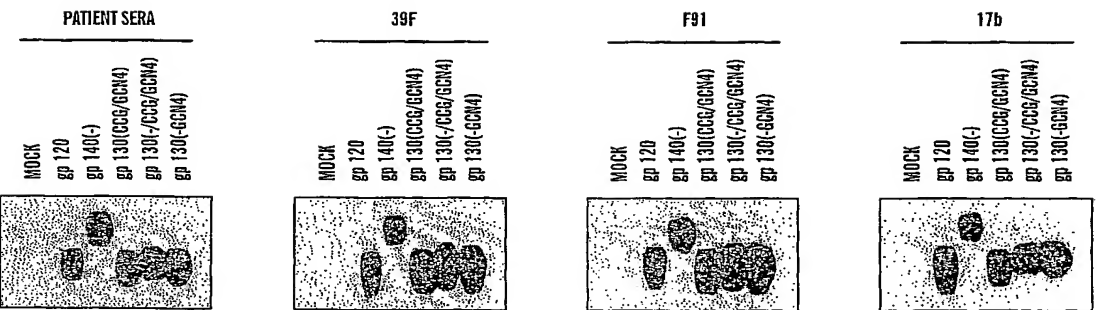 PATIENT SERA
MOCK
gp 120
gp 140(-)
gp 130(CCG/GCN4)
gp 130(-/CCG/GCN4)
gp 130(-GCN4)
39F
MOCK
gp 120
gp 140(-)
gp 130(CCG/GCN4)
gp 130(-/CCG/GCN4)
gp 130(-GCN4)
F91
MOCK
gp 120
gp 140(-)
gp 130(CCG/GCN4)
gp 130(-/CCG/GCN4)
gp 130(-GCN4)
17b
MOCK
gp 120
gp 140(-)
gp 130(CCG/GCN4)
gp 130(-/CCG/GCN4)
gp 130(-GCN4)